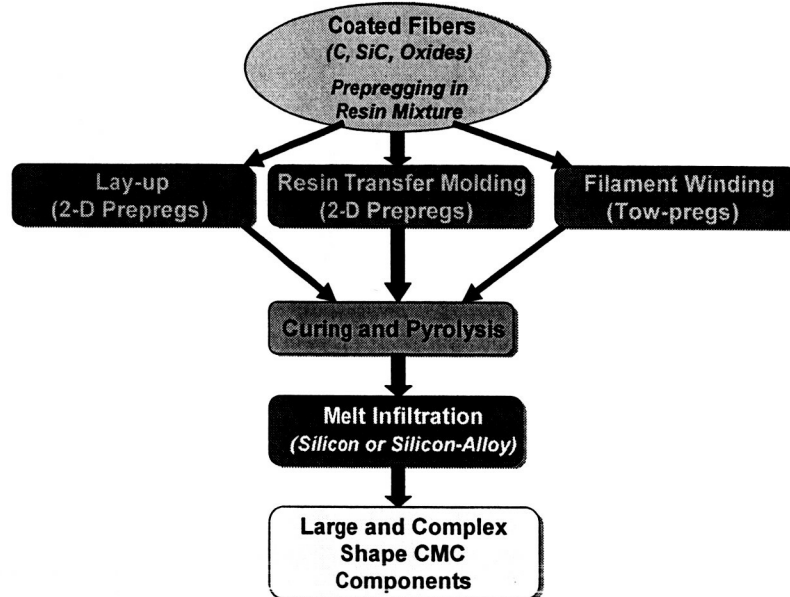 Coated Fibers
(C, SiC, Oxides)
Prepregging in
Resin Mixture
Lay-up
(2-D Prepregs)
Resin Transfer Molding
(2-D Prepregs)
Filament Winding
(Tow-pregs)
Curing and Pyrolysis
Melt Infiltration
(Silicon or Silicon-Alloy)
Large and Complex
Shape CMC
Components